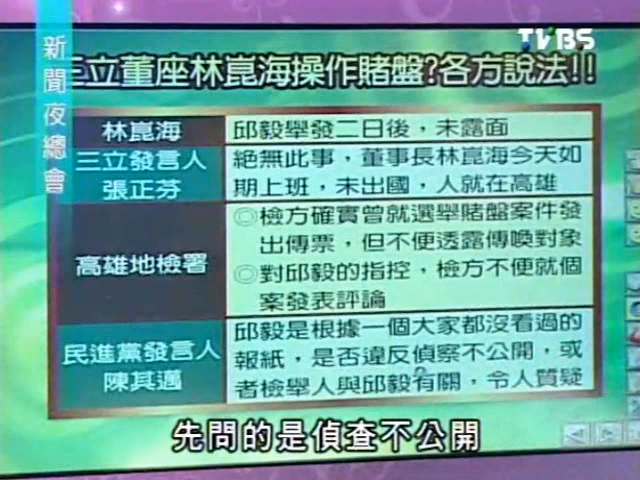 TVBS
新聞夜總會
三立董座林崑海操作賭盤?各方說法!!
林崑海
邱毅舉發二日後，未露面
三立發言人
張正芬
絕無此事，董事長林崑海今天如
期上班，未出國，人就在高雄
高雄地檢署
◎檢方確實曾就選舉賭盤案件發
出傳票，但不便透露傳喚對象
◎對邱毅的指控，檢方不便就個
案發表評論
民進黨發言人
陳其邁
邱毅是根據一個大家都沒看過的
報紙，是否違反偵察不公開，或
者檢舉人與邱毅有關，令人質疑
先問的是偵查不公開